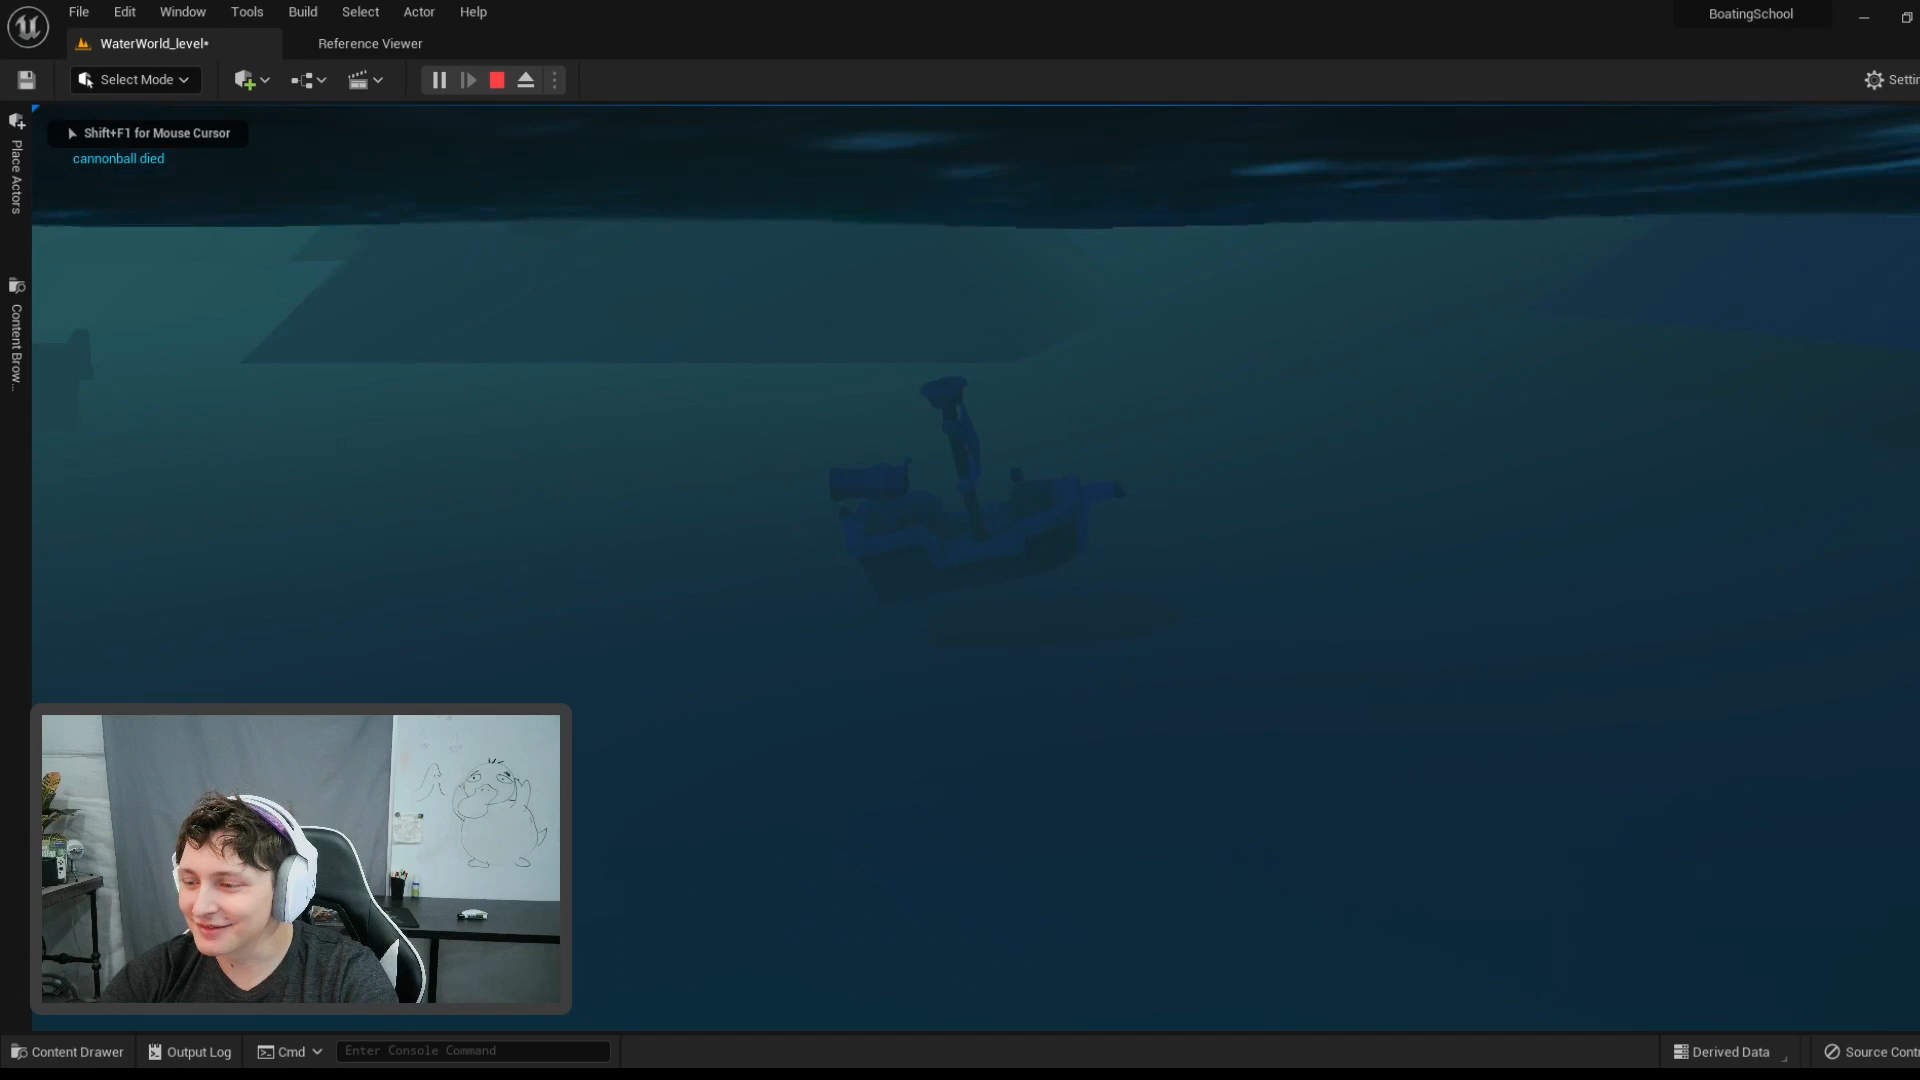 File Edit Window Tools Build Select Actor Help
BoatingSchool
WaterWorld_level•
Reference Viewer
Select Mode
Settin
Shift+F1 for Mouse Cursor
cannonball died
Place Actors
Content Brow...
Content Drawer
Output Log
Cmd
Enter Console Command
Derived Data
Source Contr